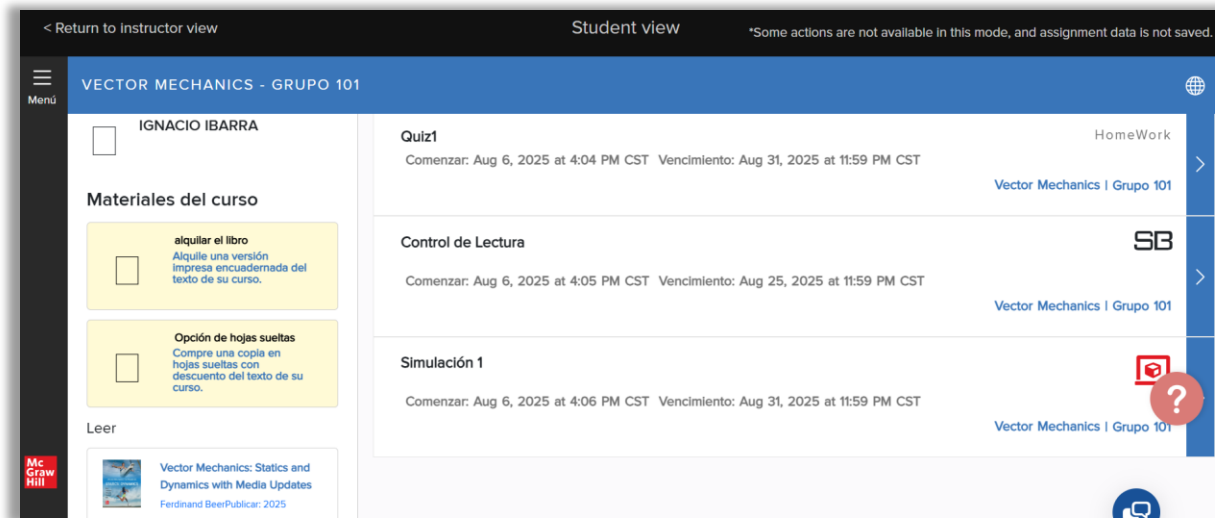 < Return to instructor view
Student view
*Some actions are not available in this mode, and assignment data is not saved.
Menú
VECTOR MECHANICS - GRUPO 101
IGNACIO IBARRA
Materiales del curso
alquilar el libro
Alquile una versión
impresa encuadernada del
texto de su curso.
Opción de hojas sueltas
Compre una copia en
hojas sueltas con
descuento del texto de su
curso.
Leer
Vector Mechanics: Statics and
Dynamics with Media Updates
Ferdinand BeerPublicar: 2025
Mc
Graw
Hill
Quiz1
HomeWork
Comenzar: Aug 6, 2025 at 4:04 PM CST Vencimiento: Aug 31, 2025 at 11:59 PM CST
Vector Mechanics | Grupo 101
Control de Lectura
SB
Comenzar: Aug 6, 2025 at 4:05 PM CST Vencimiento: Aug 25, 2025 at 11:59 PM CST
Vector Mechanics | Grupo 101
Simulación 1
Comenzar: Aug 6, 2025 at 4:06 PM CST Vencimiento: Aug 31, 2025 at 11:59 PM CST
?
Vector Mechanics | Grupo 101